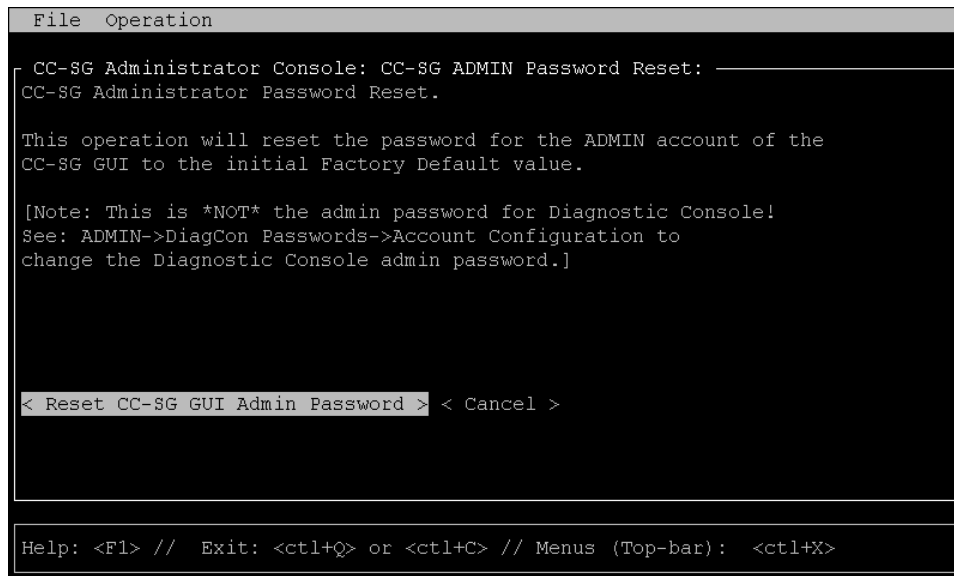 File Operation
CC-SG Administrator Console: CC-SG ADMIN Password Reset:
CC-SG Administrator Password Reset.
This operation will reset the password for the ADMIN account of the
CC-SG GUI to the initial Factory Default value.
[Note: This is *NOT* the admin password for Diagnostic Console!
See: ADMIN->DiagCon Passwords->Account Configuration to
change the Diagnostic Console admin password.]
< Reset CC-SG GUI Admin Password > < Cancel >
Help: <F1> // Exit: <ctl+Q> or <ctl+C> // Menus (Top-bar): <ctl+X>